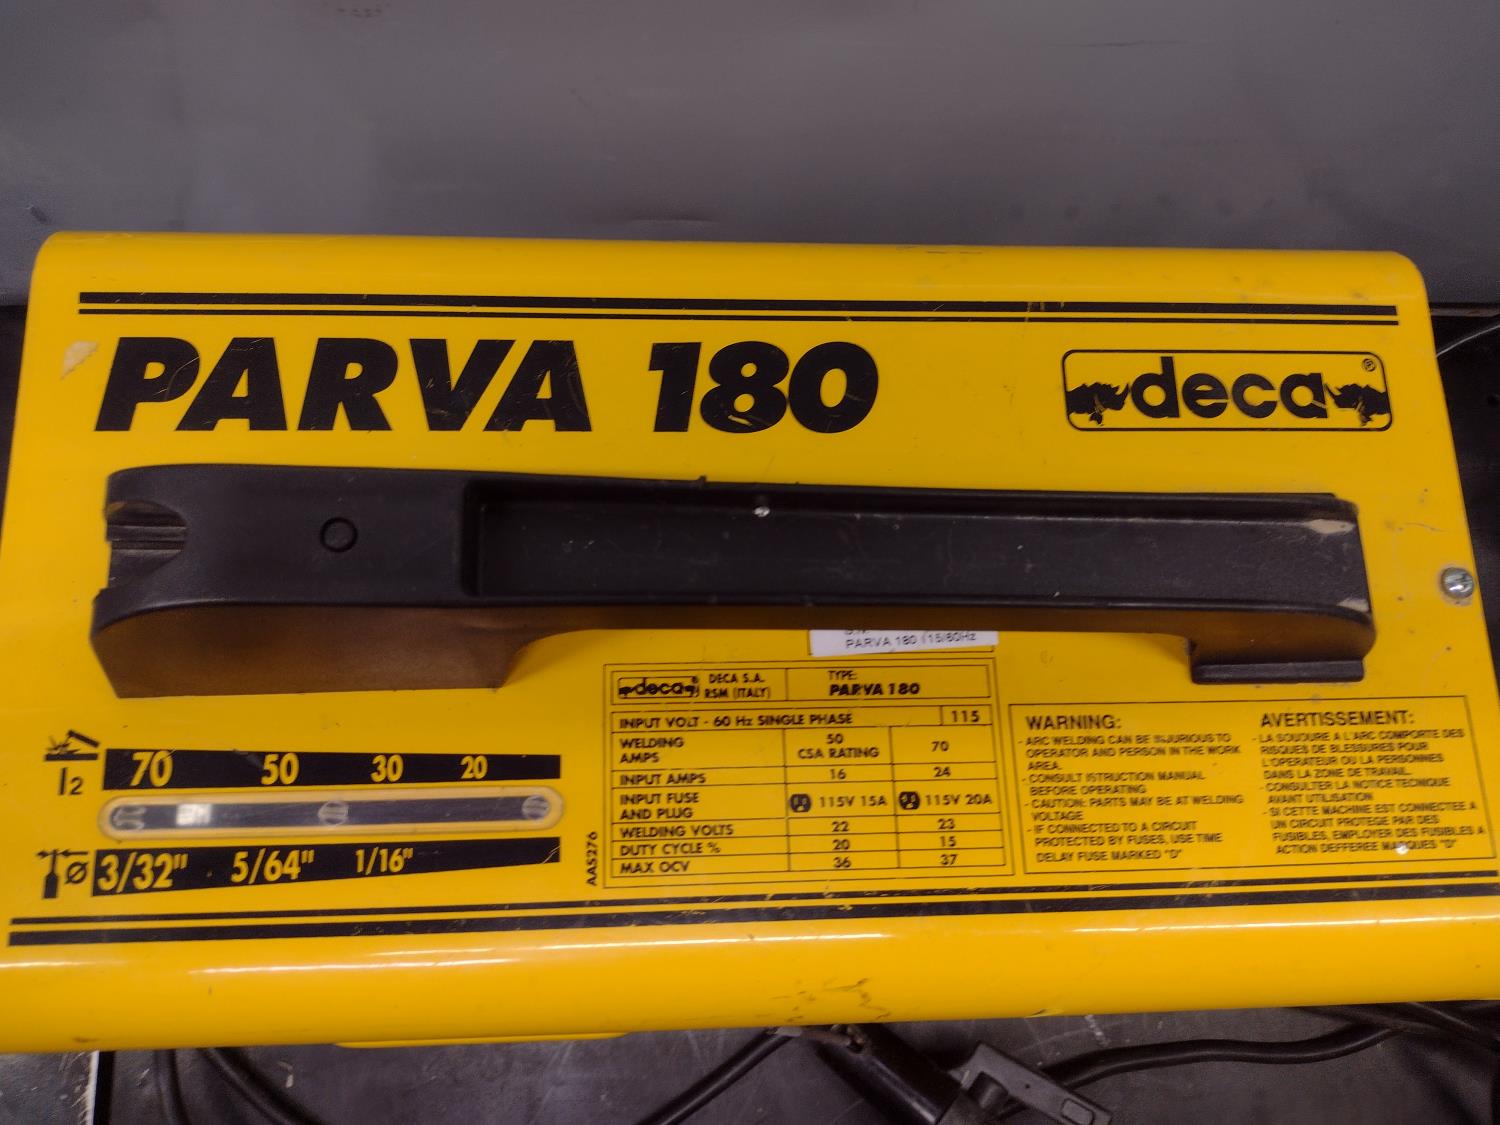 PARVA 180
deca®
PARVA 180 115/60Hz
deca® DECA S.A.
RSM (ITALY)
TYPE:
PARVA 180
INPUT VOLT - 60 Hz SINGLE PHASE 115
WELDING AMPS 50 CSA RATING 70
INPUT AMPS 16 24
INPUT FUSE AND PLUG 115V 15A 115V 20A
WELDING VOLTS 22 23
DUTY CYCLE % 20 15
MAX OCV 36 37
AA5276
I2 70 50 30 20
Ø 3/32" 5/64" 1/16"
WARNING:
- ARC WELDING CAN BE INJURIOUS TO
OPERATOR AND PERSON IN THE WORK
AREA.
- CONSULT ISTRUCTION MANUAL
BEFORE OPERATING
- CAUTION: PARTS MAY BE AT WELDING
VOLTAGE
- IF CONNECTED TO A CIRCUIT
PROTECTED BY FUSES, USE TIME
DELAY FUSE MARKED "D"
AVERTISSEMENT:
- LA SOUDURE A L'ARC COMPORTE DES
RISQUES DE BLESSURES POUR
L'OPERATEUR OU LA PERSONNES
DANS LA ZONE DE TRAVAIL.
- CONSULTER LA NOTICE TECHNIQUE
AVANT UTILISATION
- SI CETTE MACHINE EST CONNECTEE A
UN CIRCUIT PROTEGE PAR DES
FUSIBLES, EMPLOYER DES FUSIBLES A
ACTION DEFFEREE MARQUES "D"